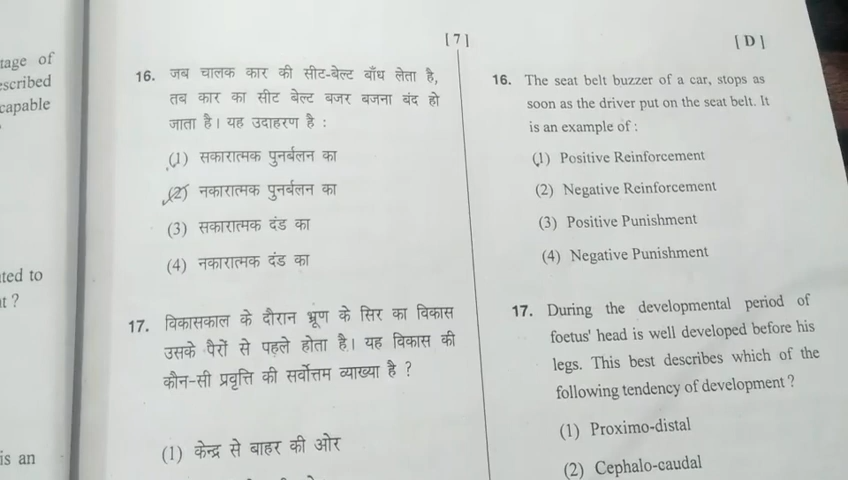 tage of
escribed
capable
ted to
t ?
is an
[ 7 ]
[ D ]
16. जब चालक कार की सीट-बेल्ट बाँध लेता है,
तब कार का सीट बेल्ट बजर बजना बंद हो
जाता है। यह उदाहरण है :
(1) सकारात्मक पुनर्बलन का
(2) नकारात्मक पुनर्बलन का
(3) सकारात्मक दंड का
(4) नकारात्मक दंड का
17. विकासकाल के दौरान भ्रूण के सिर का विकास
उसके पैरों से पहले होता है। यह विकास की
कौन-सी प्रवृत्ति की सर्वोत्तम व्याख्या है ?
(1) केन्द्र से बाहर की ओर
16. The seat belt buzzer of a car, stops as
soon as the driver put on the seat belt. It
is an example of :
(1) Positive Reinforcement
(2) Negative Reinforcement
(3) Positive Punishment
(4) Negative Punishment
17. During the developmental period of
foetus' head is well developed before his
legs. This best describes which of the
following tendency of development ?
(1) Proximo-distal
(2) Cephalo-caudal